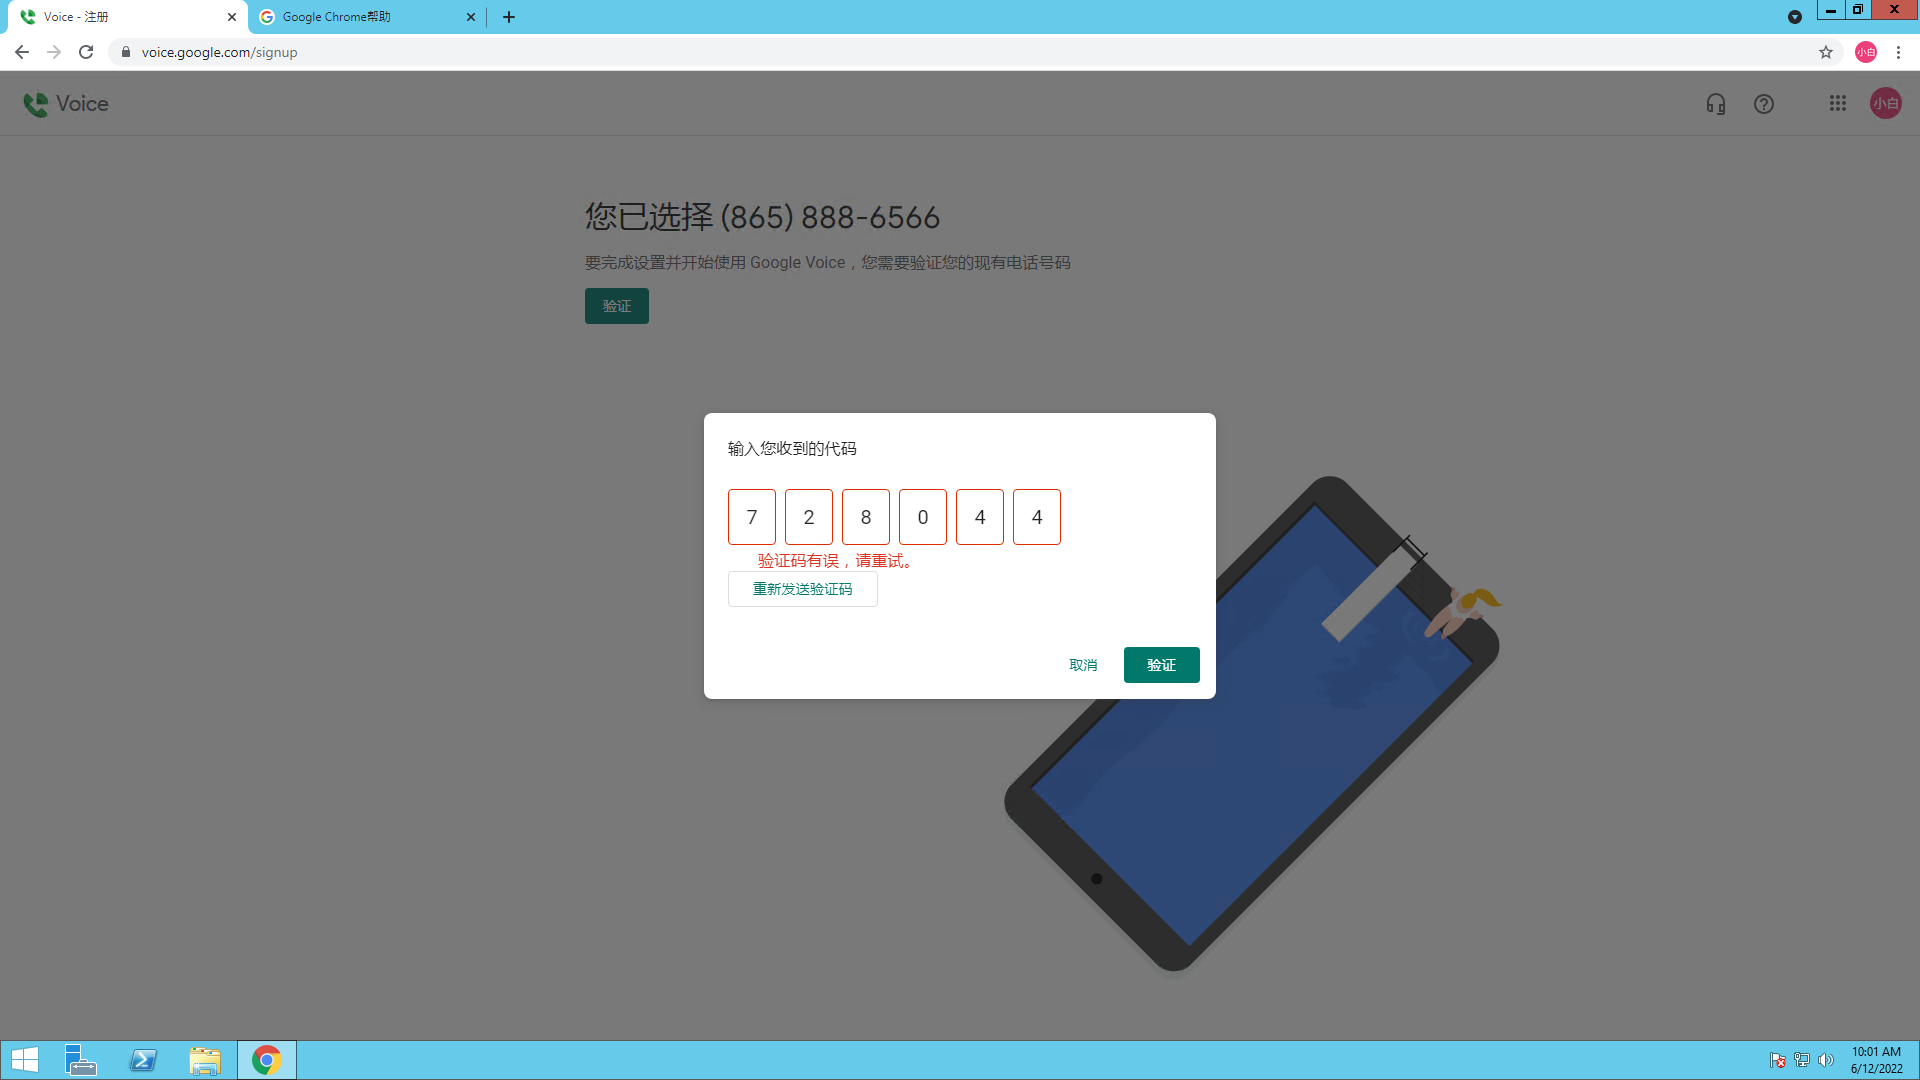 Voice - 注册
Google Chrome帮助
voice.google.com/signup
小白
Voice
小白
您已选择 (865) 888-6566
要完成设置并开始使用 Google Voice，您需要验证您的现有电话号码
验证
输入您收到的代码
7 2 8 0 4 4
验证码有误，请重试。
重新发送验证码
取消
验证
10:01 AM
6/12/2022